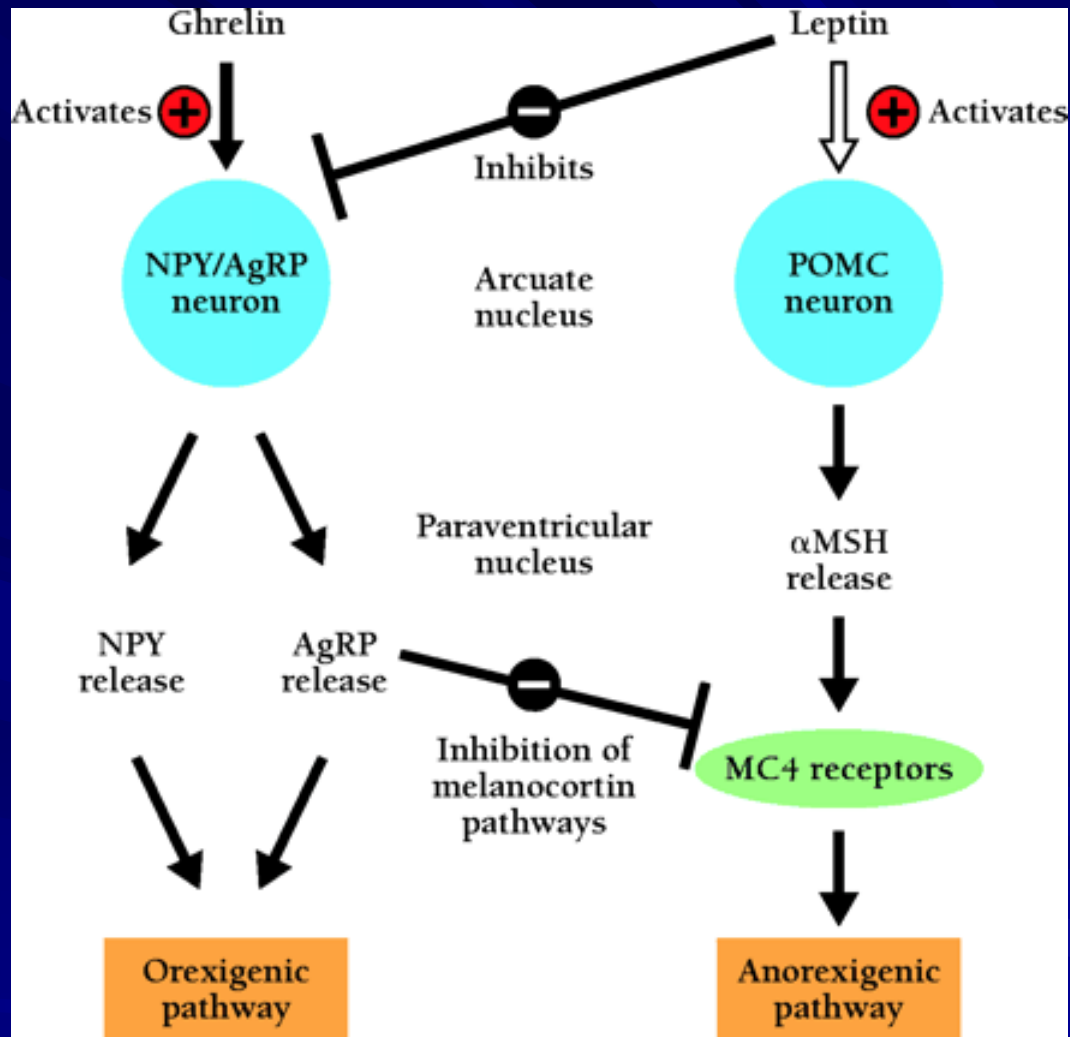 Ghrelin
Leptin
Activates
+
−
+
Activates
Inhibits
NPY/AgRP
neuron
Arcuate
nucleus
POMC
neuron
Paraventricular
nucleus
αMSH
release
NPY
release
AgRP
release
−
Inhibition of
melanocortin
pathways
MC4 receptors
Orexigenic
pathway
Anorexigenic
pathway